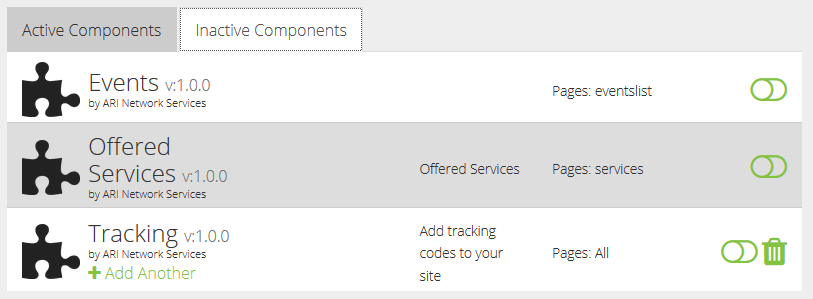 Active Components
Inactive Components
Events v:1.0.0
by ARI Network Services
Pages: eventslist
Offered
Services v:1.0.0
by ARI Network Services
Offered Services
Pages: services
Tracking v:1.0.0
by ARI Network Services
+ Add Another
Add tracking
codes to your
site
Pages: All